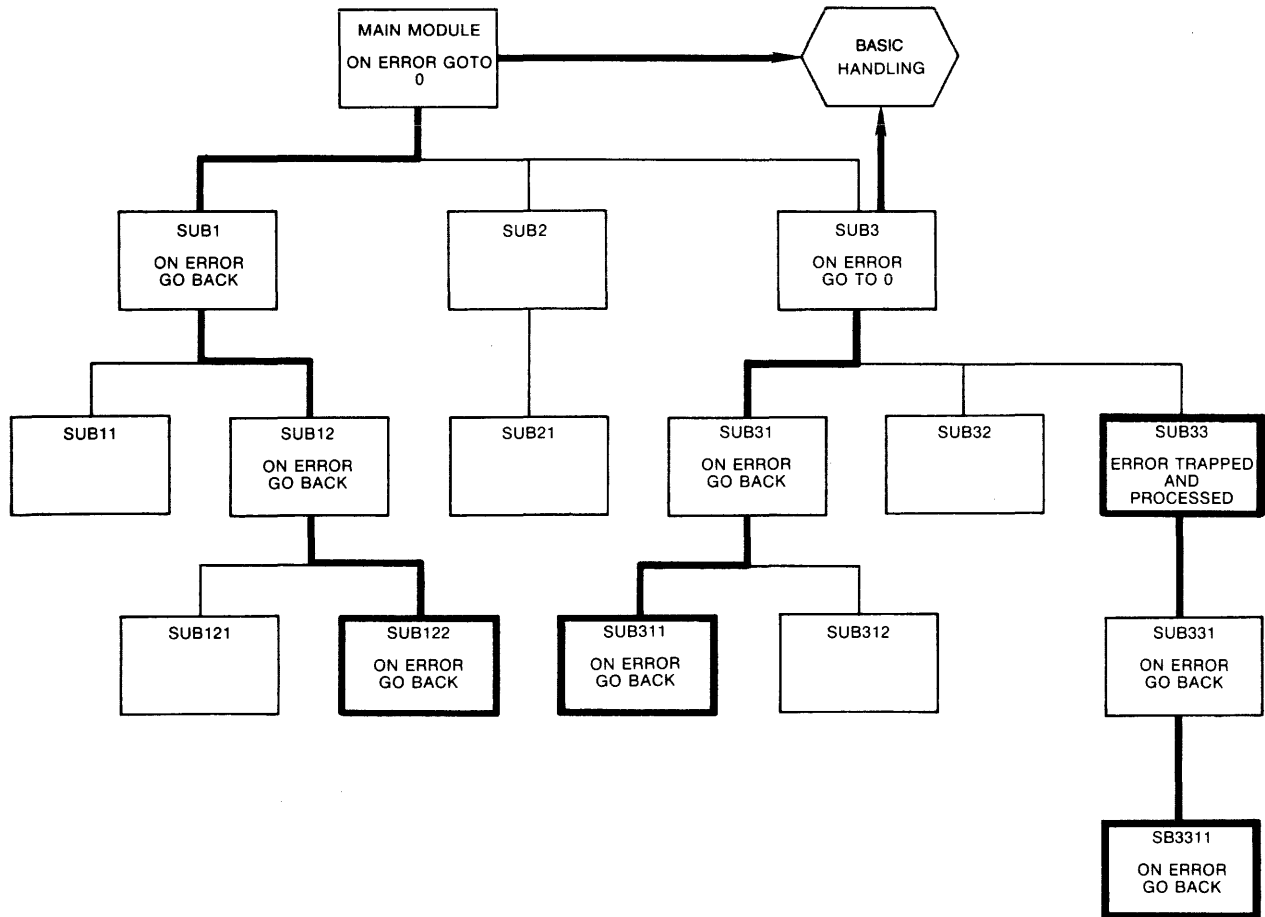 MAIN MODULE
ON ERROR GOTO
0
BASIC
HANDLING
SUB1
ON ERROR
GO BACK
SUB2
SUB3
ON ERROR
GO TO 0
SUB11
SUB12
ON ERROR
GO BACK
SUB21
SUB31
ON ERROR
GO BACK
SUB32
SUB33
ERROR TRAPPED
AND
PROCESSED
SUB121
SUB122
ON ERROR
GO BACK
SUB311
ON ERROR
GO BACK
SUB312
SUB331
ON ERROR
GO BACK
SB3311
ON ERROR
GO BACK